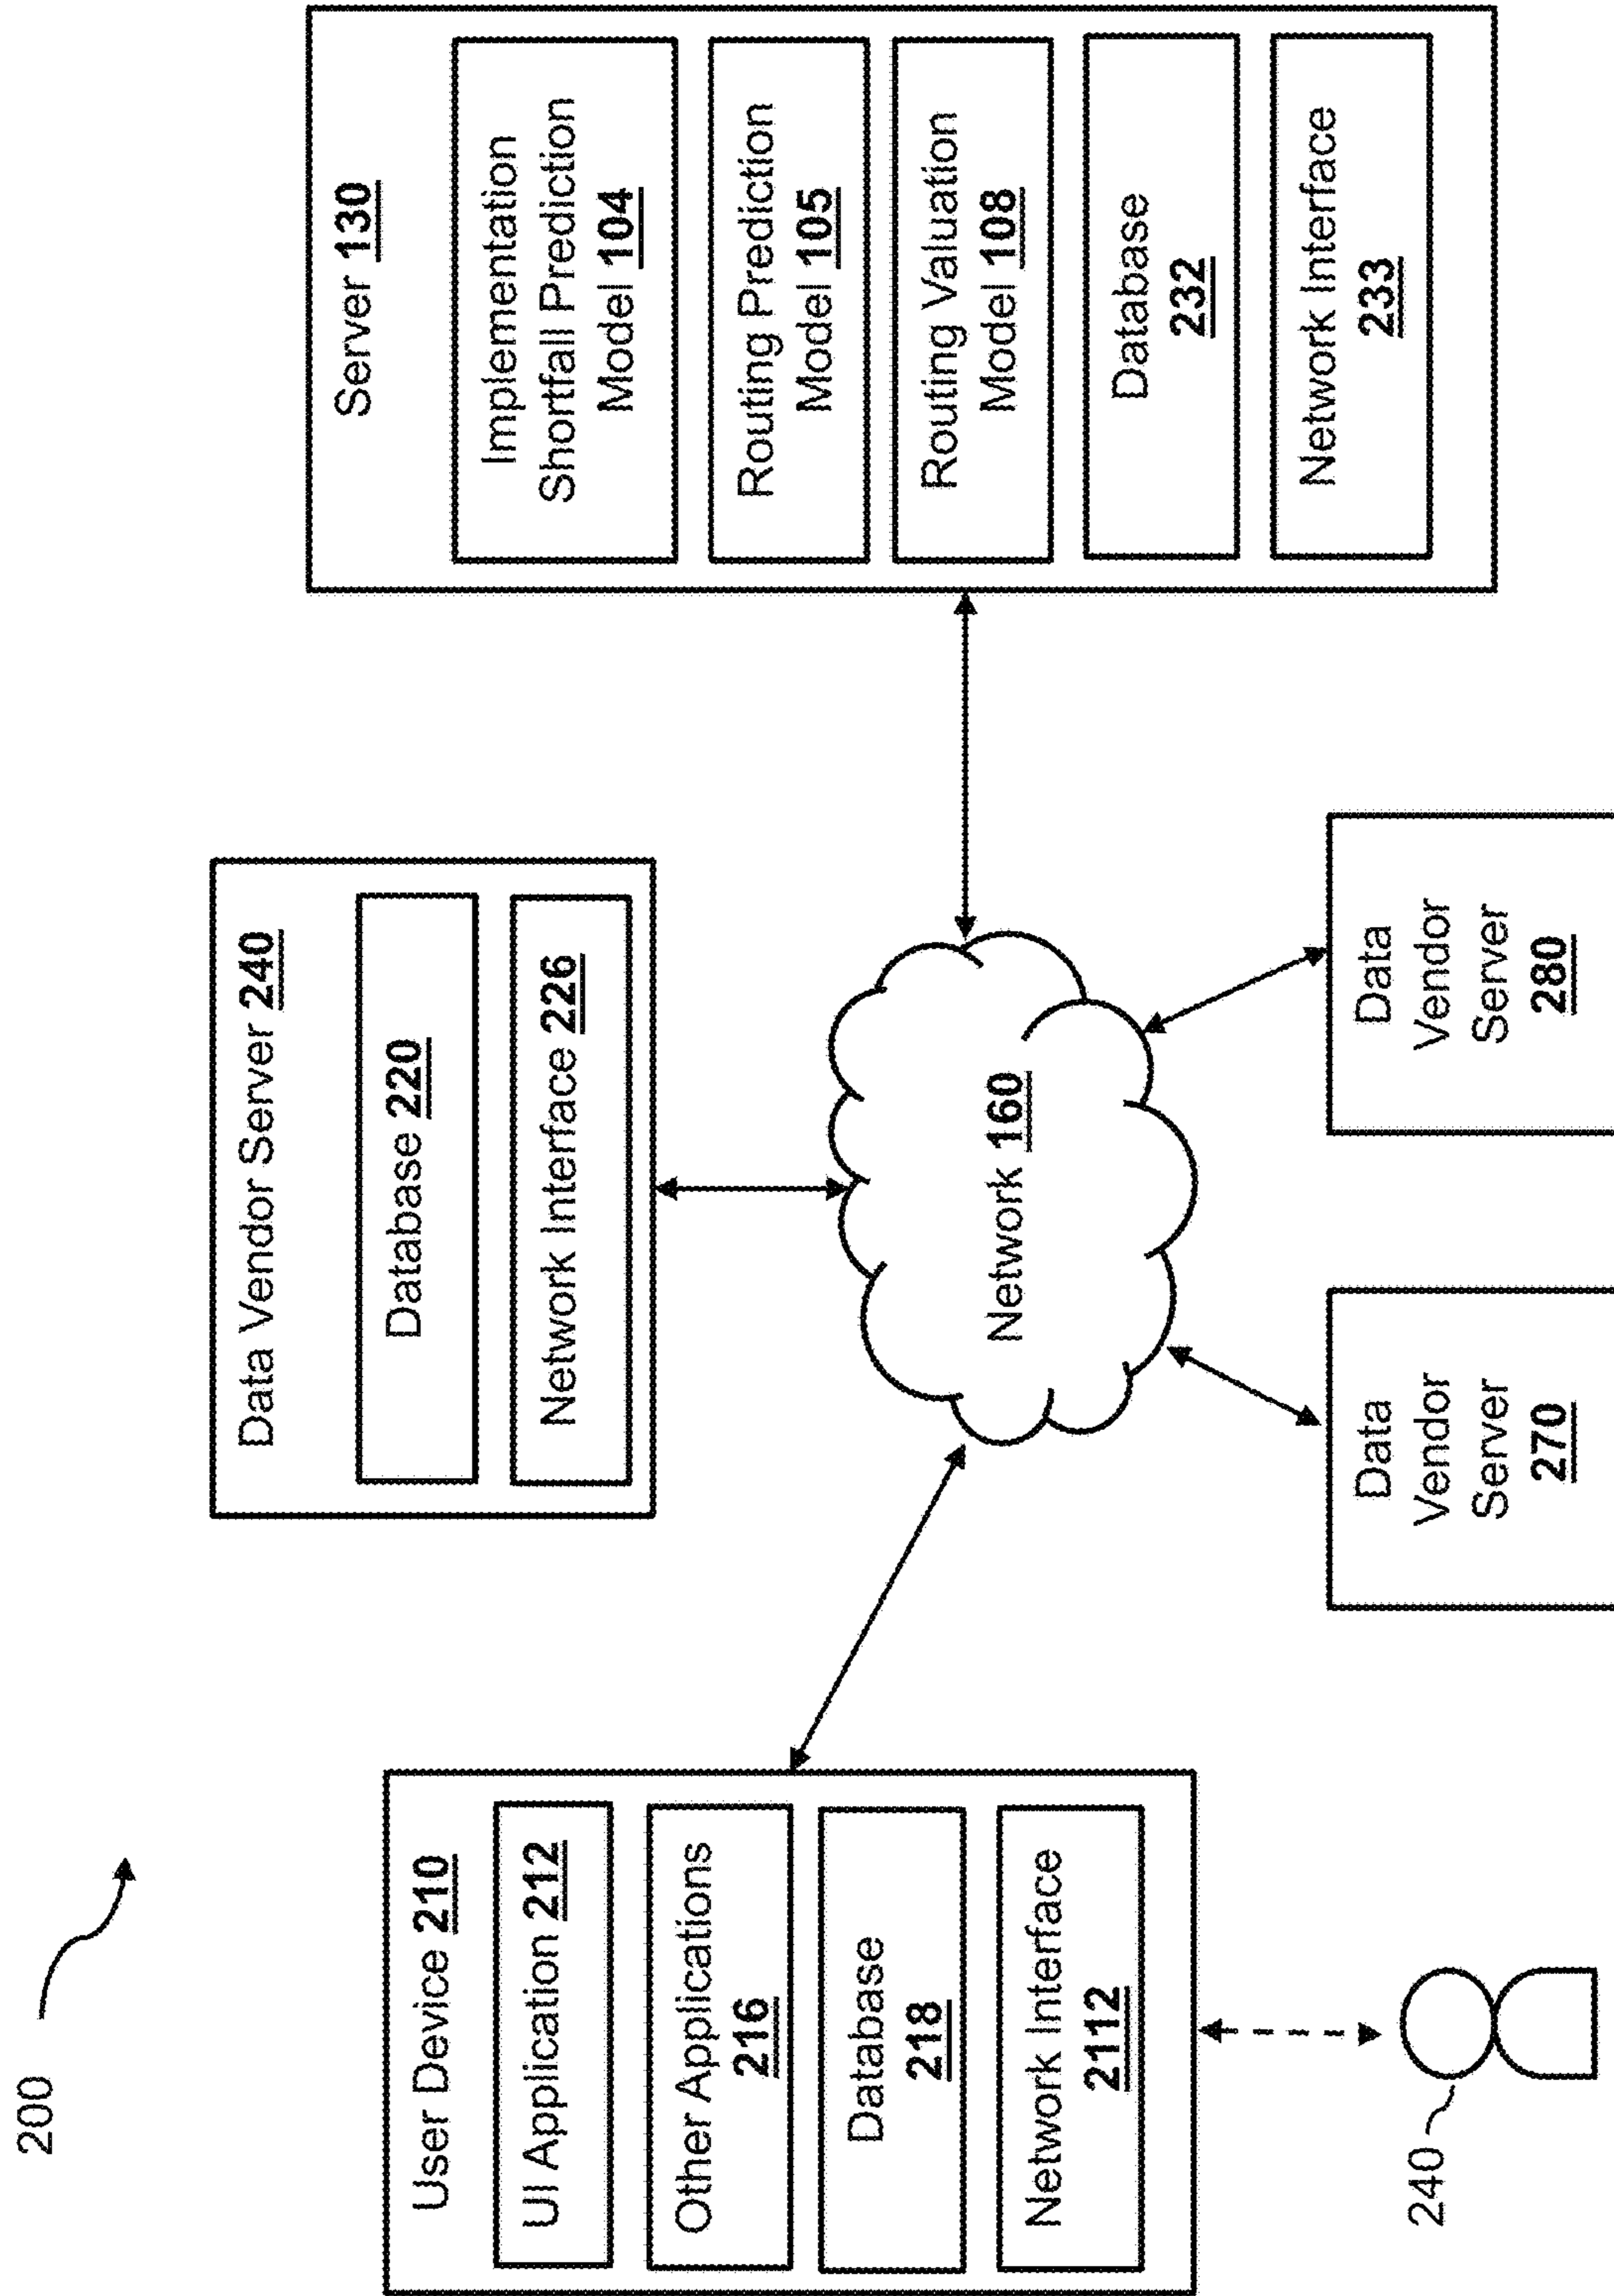 200
User Device 210
UI Application 212
Other Applications
216
Database
218
Network Interface
2112
240
Data Vendor Server 240
Database 220
Network Interface 226
Network 160
Data
Vendor
Server
270
Data
Vendor
Server
280
Server 130
Implementation
Shortfall Prediction
Model 104
Routing Prediction
Model 105
Routing Valuation
Model 108
Database
232
Network Interface
233